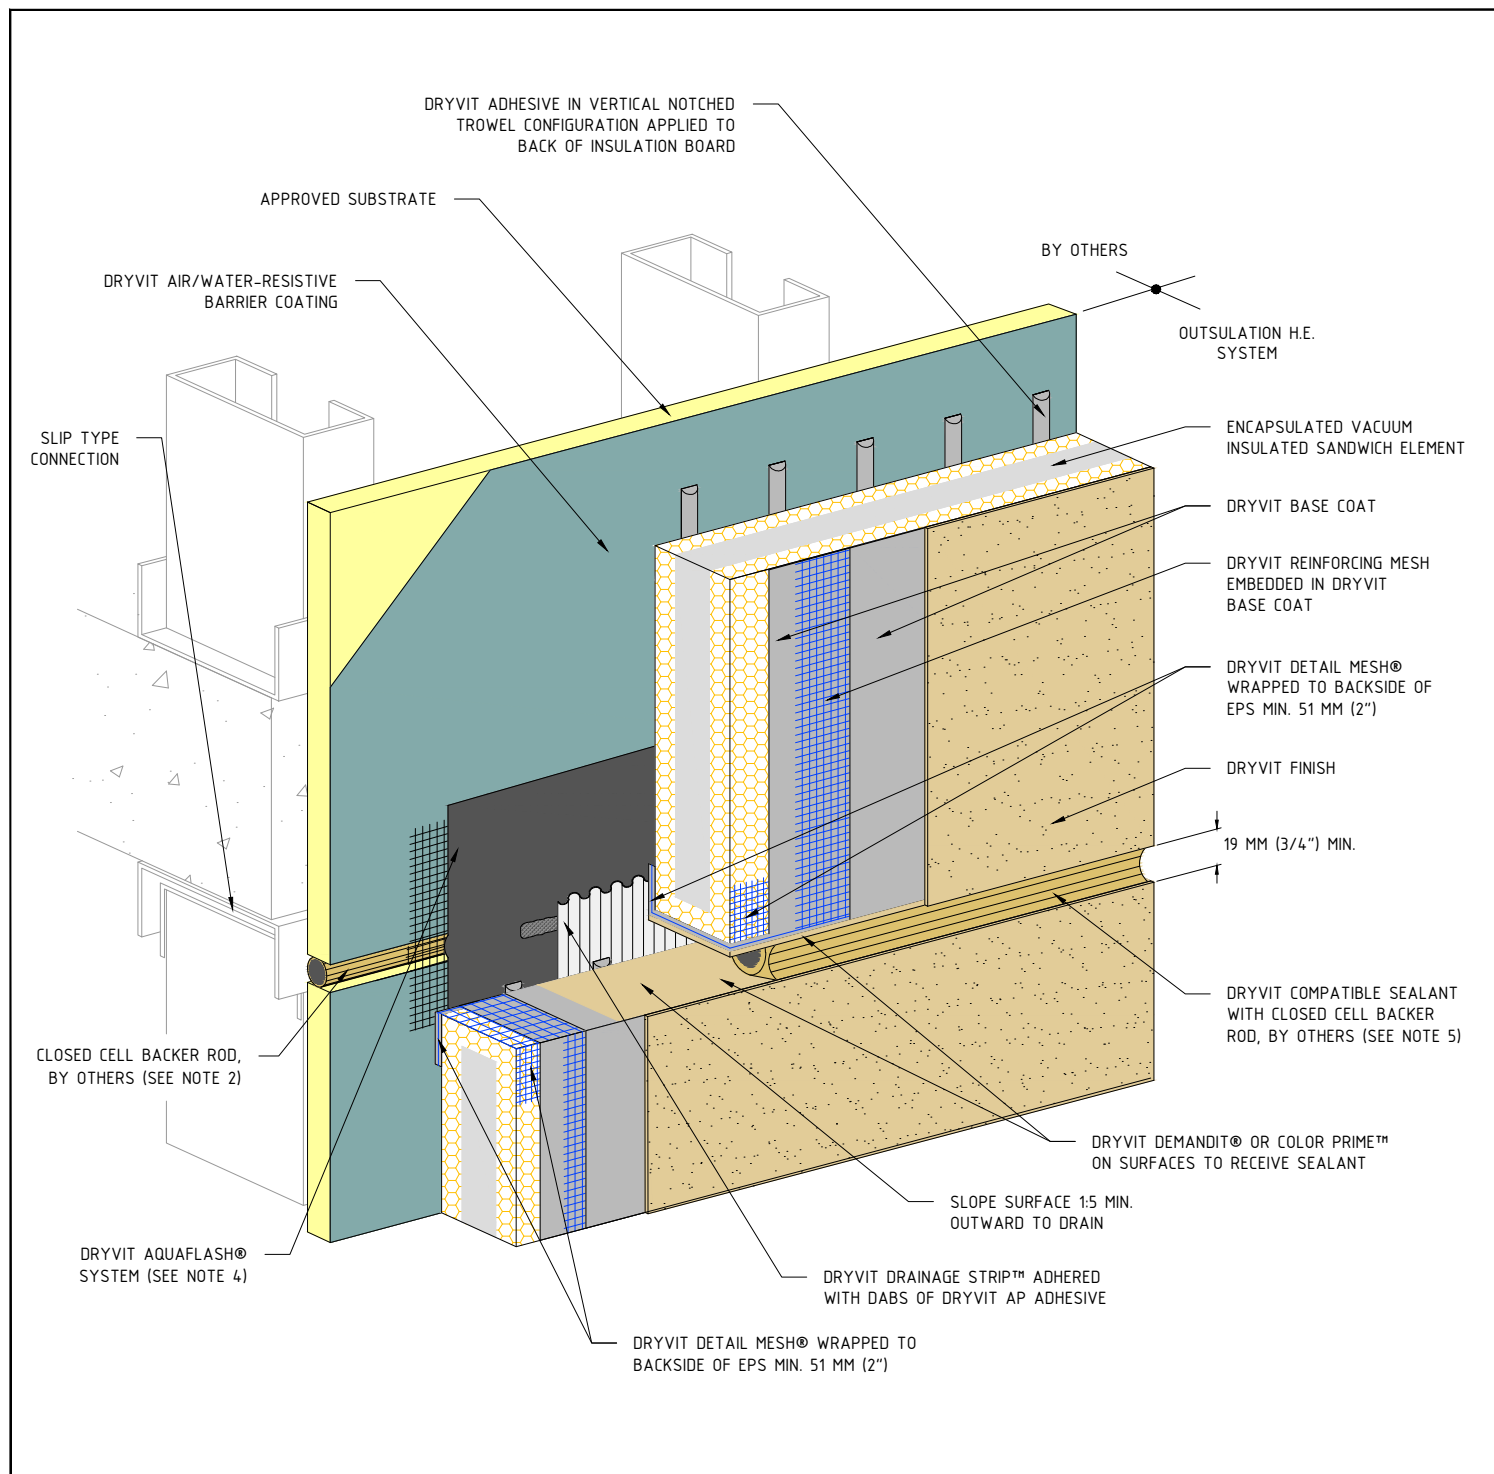 DRYVIT ADHESIVE IN VERTICAL NOTCHED
TROWEL CONFIGURATION APPLIED TO
BACK OF INSULATION BOARD
APPROVED SUBSTRATE
DRYVIT AIR/WATER-RESISTIVE
BARRIER COATING
BY OTHERS
OUTSULATION H.E.
SYSTEM
SLIP TYPE
CONNECTION
ENCAPSULATED VACUUM
INSULATED SANDWICH ELEMENT
DRYVIT BASE COAT
DRYVIT REINFORCING MESH
EMBEDDED IN DRYVIT
BASE COAT
DRYVIT DETAIL MESH®
WRAPPED TO BACKSIDE OF
EPS MIN. 51 MM (2")
DRYVIT FINISH
19 MM (3/4") MIN.
DRYVIT COMPATIBLE SEALANT
WITH CLOSED CELL BACKER
ROD, BY OTHERS (SEE NOTE 5)
CLOSED CELL BACKER ROD,
BY OTHERS (SEE NOTE 2)
DRYVIT DEMANDIT® OR COLOR PRIME™
ON SURFACES TO RECEIVE SEALANT
SLOPE SURFACE 1:5 MIN.
OUTWARD TO DRAIN
DRYVIT AQUAFLASH®
SYSTEM (SEE NOTE 4)
DRYVIT DRAINAGE STRIP™ ADHERED
WITH DABS OF DRYVIT AP ADHESIVE
DRYVIT DETAIL MESH® WRAPPED TO
BACKSIDE OF EPS MIN. 51 MM (2")